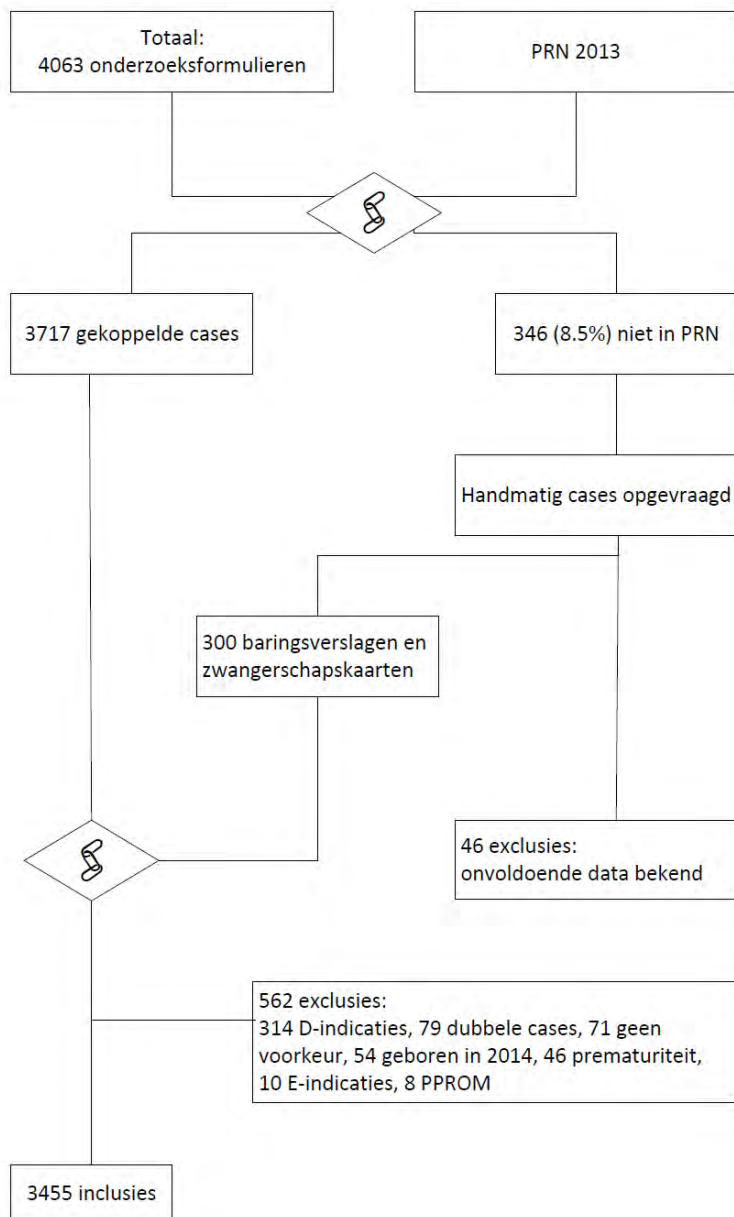 Totaal:
4063 onderzoeksformulieren
PRN 2013
3717 gekoppelde cases
346 (8.5%) niet in PRN
Handmatig cases opgevraagd
300 baringsverslagen en
zwangerschapskaarten
46 exclusies:
onvoldoende data bekend
562 exclusies:
314 D-indicaties, 79 dubbele cases, 71 geen
voorkeur, 54 geboren in 2014, 46 prematuriteit,
10 E-indicaties, 8 PPROM
3455 inclusies